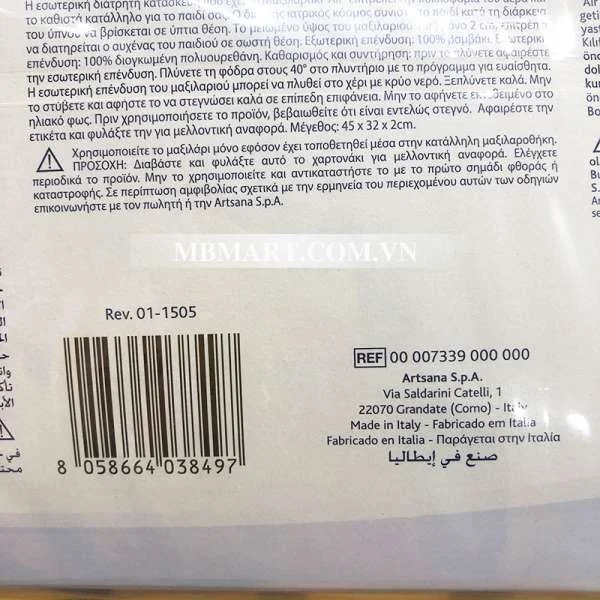 Η εσωτερική διάτρητη
το καθιστά κατάλληλο για το παιδί σας.
του ύπνου να βρίσκεται σε ύπτια θέση. Το μειωμένο ύψος του μαξιλαριού
να διατηρείται ο αυχένας του παιδιού σε σωστή θέση. Εξωτερική επένδυση: 100% βαμβάκι. Εσωτερική
επένδυση: 100% διογκωμένη πολυουρεθάνη. Καθαρισμός και συντήρηση: πριν το πλύνετε αφαιρέστε
την εσωτερική επένδυση. Πλύνετε τη φόδρα στους 40° στο πλυντήριο με το πρόγραμμα για ευαίσθητα.
Η εσωτερική επένδυση του μαξιλαριού μπορεί να πλυθεί στο χέρι με κρύο νερό. Ξεπλύνετε καλά. Μην
το στύβετε και αφήστε το να στεγνώσει καλά σε επίπεδη επιφάνεια. Μην το αφήνετε εκτεθειμένο στο
ηλιακό φως. Πριν χρησιμοποιήσετε το προϊόν, βεβαιωθείτε ότι είναι εντελώς στεγνό. Αφαιρέστε την
ετικέτα και φυλάξτε την για μελλοντική αναφορά. Μέγεθος: 45 x 32 x 2cm.
Χρησιμοποιείτε το μαξιλάρι μόνο εφόσον έχει τοποθετηθεί μέσα στην κατάλληλη μαξιλαροθήκη.
ΠΡΟΣΟΧΗ: Διαβάστε και φυλάξτε αυτό το χαρτονάκι για μελλοντική αναφορά. Ελέγχετε
περιοδικά το προϊόν. Μην το χρησιμοποιείτε και αντικαταστήστε το με το πρώτο σημάδι φθοράς ή
καταστροφής. Σε περίπτωση αμφιβολίας σχετικά με την ερμηνεία του περιεχομένου αυτών των οδηγιών
επικοινωνήστε με τον πωλητή ή την Artsana S.p.A.
MBMART.COM.VN
Rev. 01-1505
8 058664 038497
REF 00 007339 000 000
Artsana S.p.A.
Via Saldarini Catelli, 1
22070 Grandate (Como) - Italy
Made in Italy - Fabricado em Italia
Fabricado en Italia - Παράγεται στην Ιταλία
صنع في إيطاليا